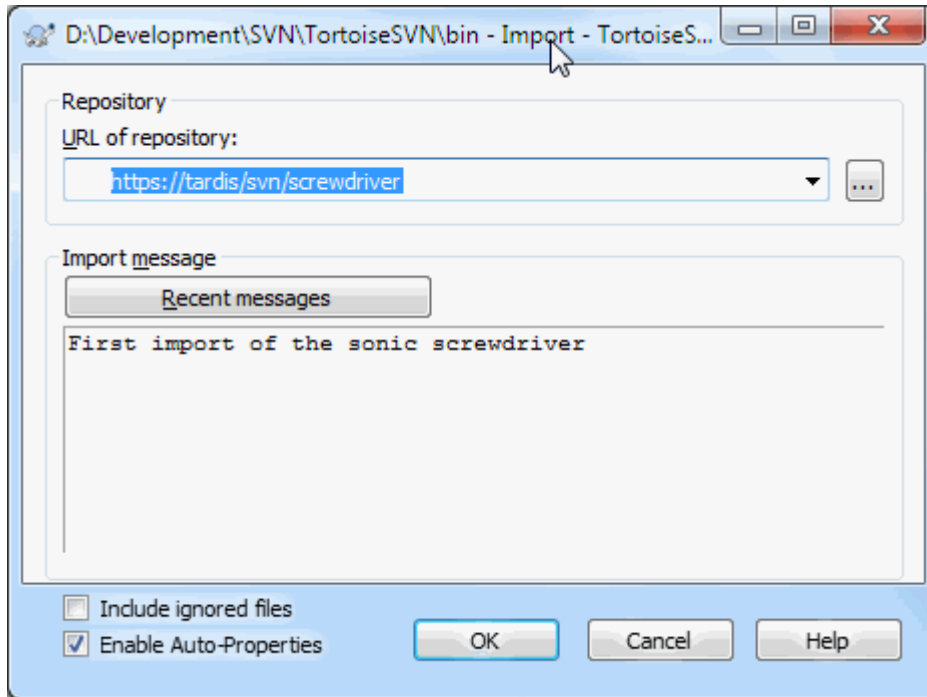 D:\Development\SVN\TortoiseSVN\bin - Import - TortoiseS...
Repository
URL of repository:
https://tardis/svn/screwdriver
...
Import message
Recent messages
First import of the sonic screwdriver
Include ignored files
Enable Auto-Properties
OK
Cancel
Help